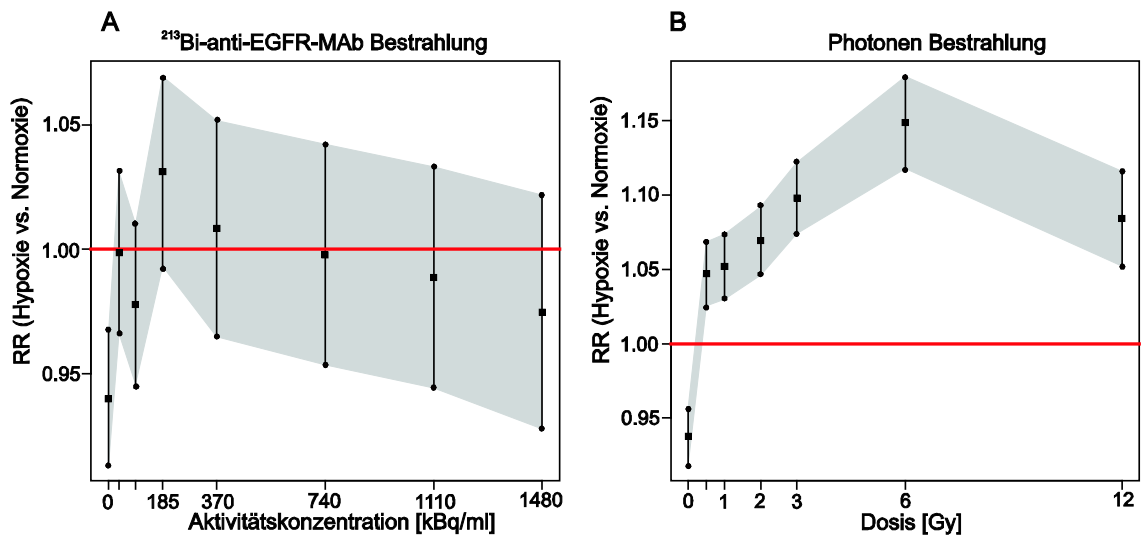 A
²¹³Bi-anti-EGFR-MAb Bestrahlung
RR (Hypoxie vs. Normoxie)
1.05
1.00
0.95
0 185 370 740 1110 1480
Aktivitätskonzentration [kBq/ml]
B
Photonen Bestrahlung
RR (Hypoxie vs. Normoxie)
1.15
1.10
1.05
1.00
0.95
0 1 2 3 6 12
Dosis [Gy]